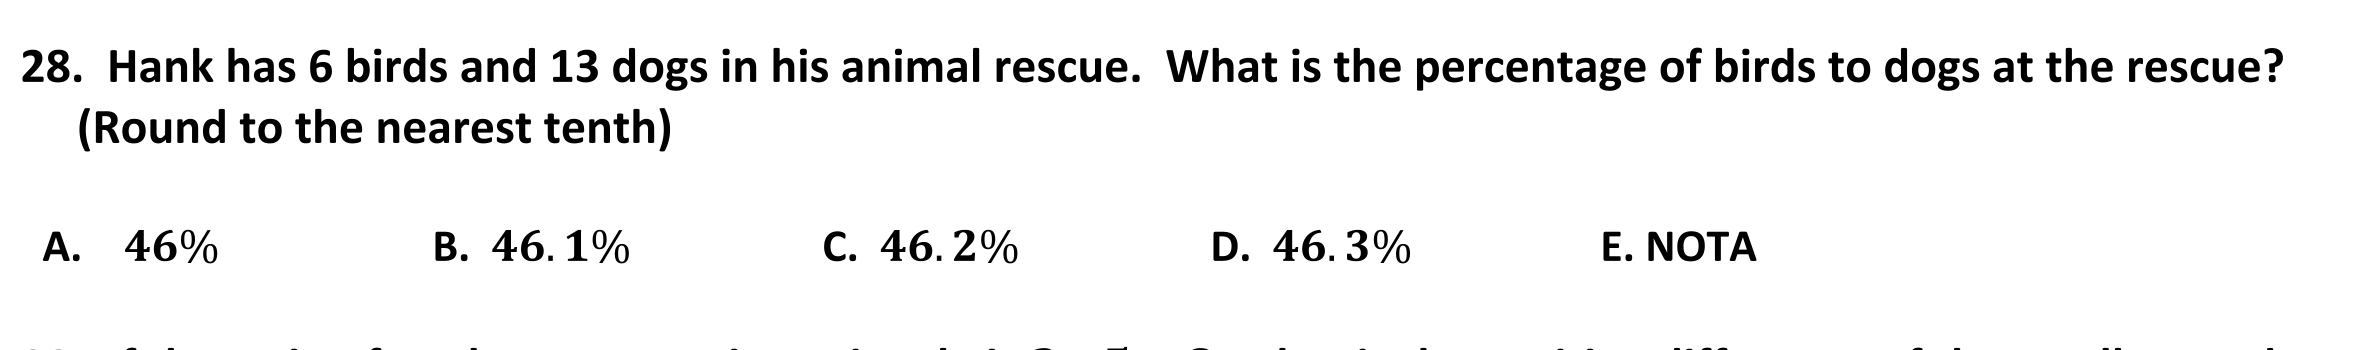 28. Hank has 6 birds and 13 dogs in his animal rescue. What is the percentage of birds to dogs at the rescue?
(Round to the nearest tenth)
A. 46% B. 46.1% C. 46.2% D. 46.3% E. NOTA